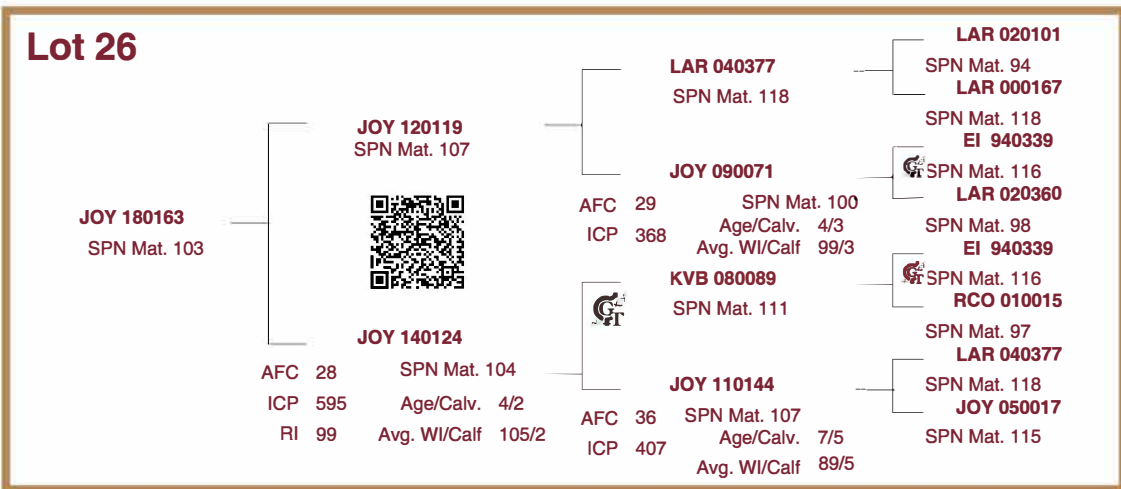 Lot 26
JOY 180163
SPN Mat. 103
JOY 120119
SPN Mat. 107
JOY 140124
AFC 28 SPN Mat. 104
ICP 595 Age/Calv. 4/2
RI 99 Avg. WI/Calf 105/2
LAR 040377
SPN Mat. 118
JOY 090071
AFC 29 SPN Mat. 100
ICP 368 Age/Calv. 4/3
Avg. WI/Calf 99/3
GT
KVB 080089
SPN Mat. 111
JOY 110144
AFC 36 SPN Mat. 107
ICP 407 Age/Calv. 7/5
Avg. WI/Calf 89/5
LAR 020101
SPN Mat. 94
LAR 000167
SPN Mat. 118
EI 940339
GT SPN Mat. 116
LAR 020360
SPN Mat. 98
EI 940339
GT SPN Mat. 116
RCO 010015
SPN Mat. 97
LAR 040377
SPN Mat. 118
JOY 050017
SPN Mat. 115